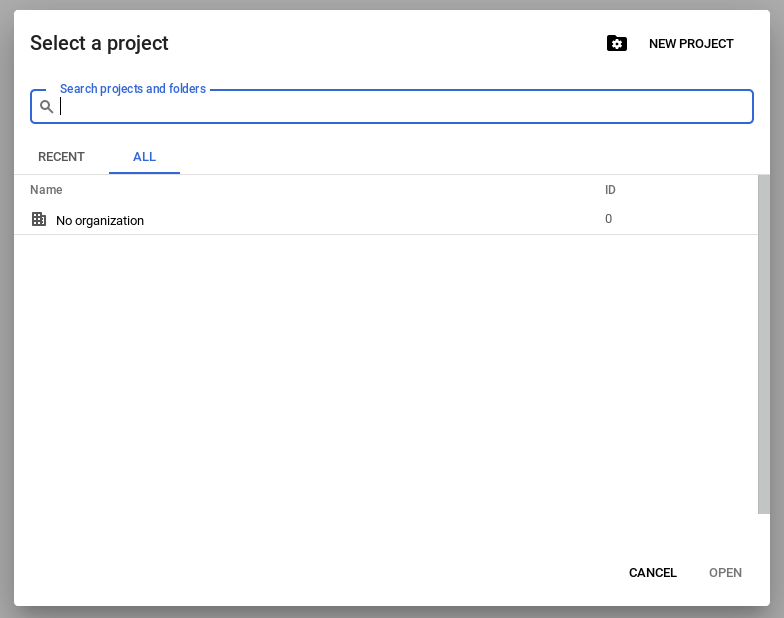 Select a project
NEW PROJECT
Search projects and folders
RECENT ALL
Name ID
No organization 0
CANCEL OPEN